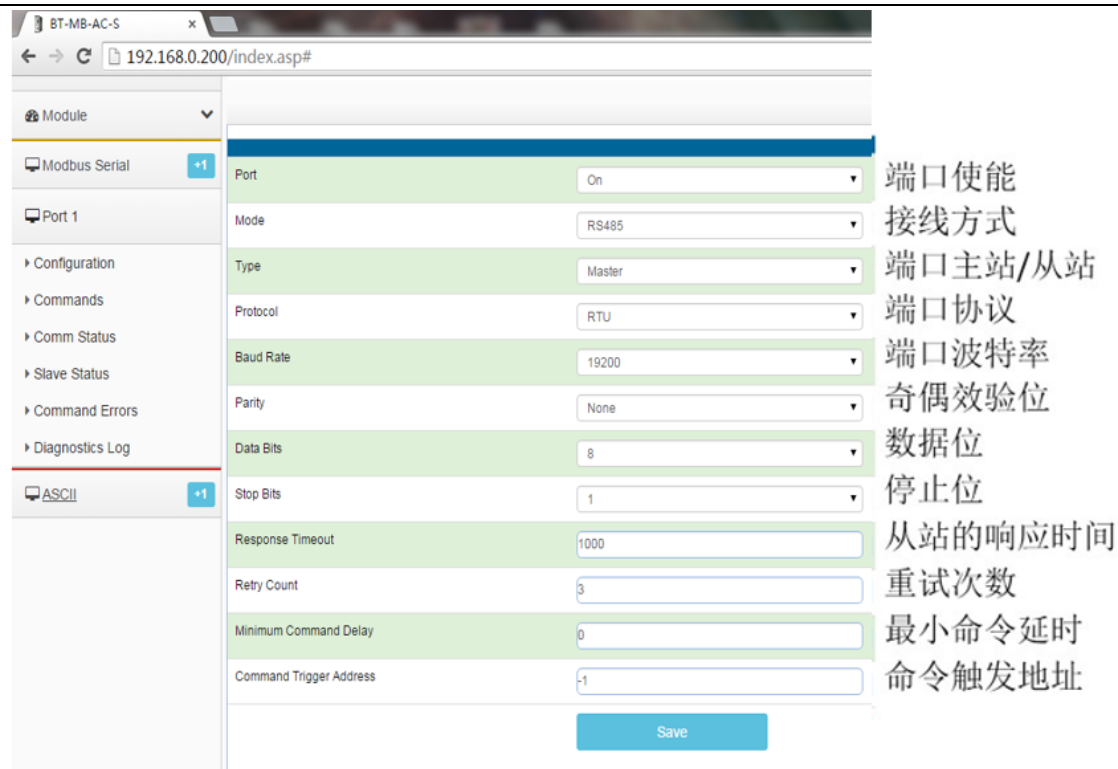 BT-MB-AC-S
192.168.0.200/index.asp#
Module
Modbus Serial +1
Port 1
Configuration
Commands
Comm Status
Slave Status
Command Errors
Diagnostics Log
ASCII +1
Port On 端口使能
Mode RS485 接线方式
Type Master 端口主站/从站
Protocol RTU 端口协议
Baud Rate 19200 端口波特率
Parity None 奇偶效验位
Data Bits 8 数据位
Stop Bits 1 停止位
Response Timeout 1000 从站的响应时间
Retry Count 3 重试次数
Minimum Command Delay 0 最小命令延时
Command Trigger Address -1 命令触发地址
Save